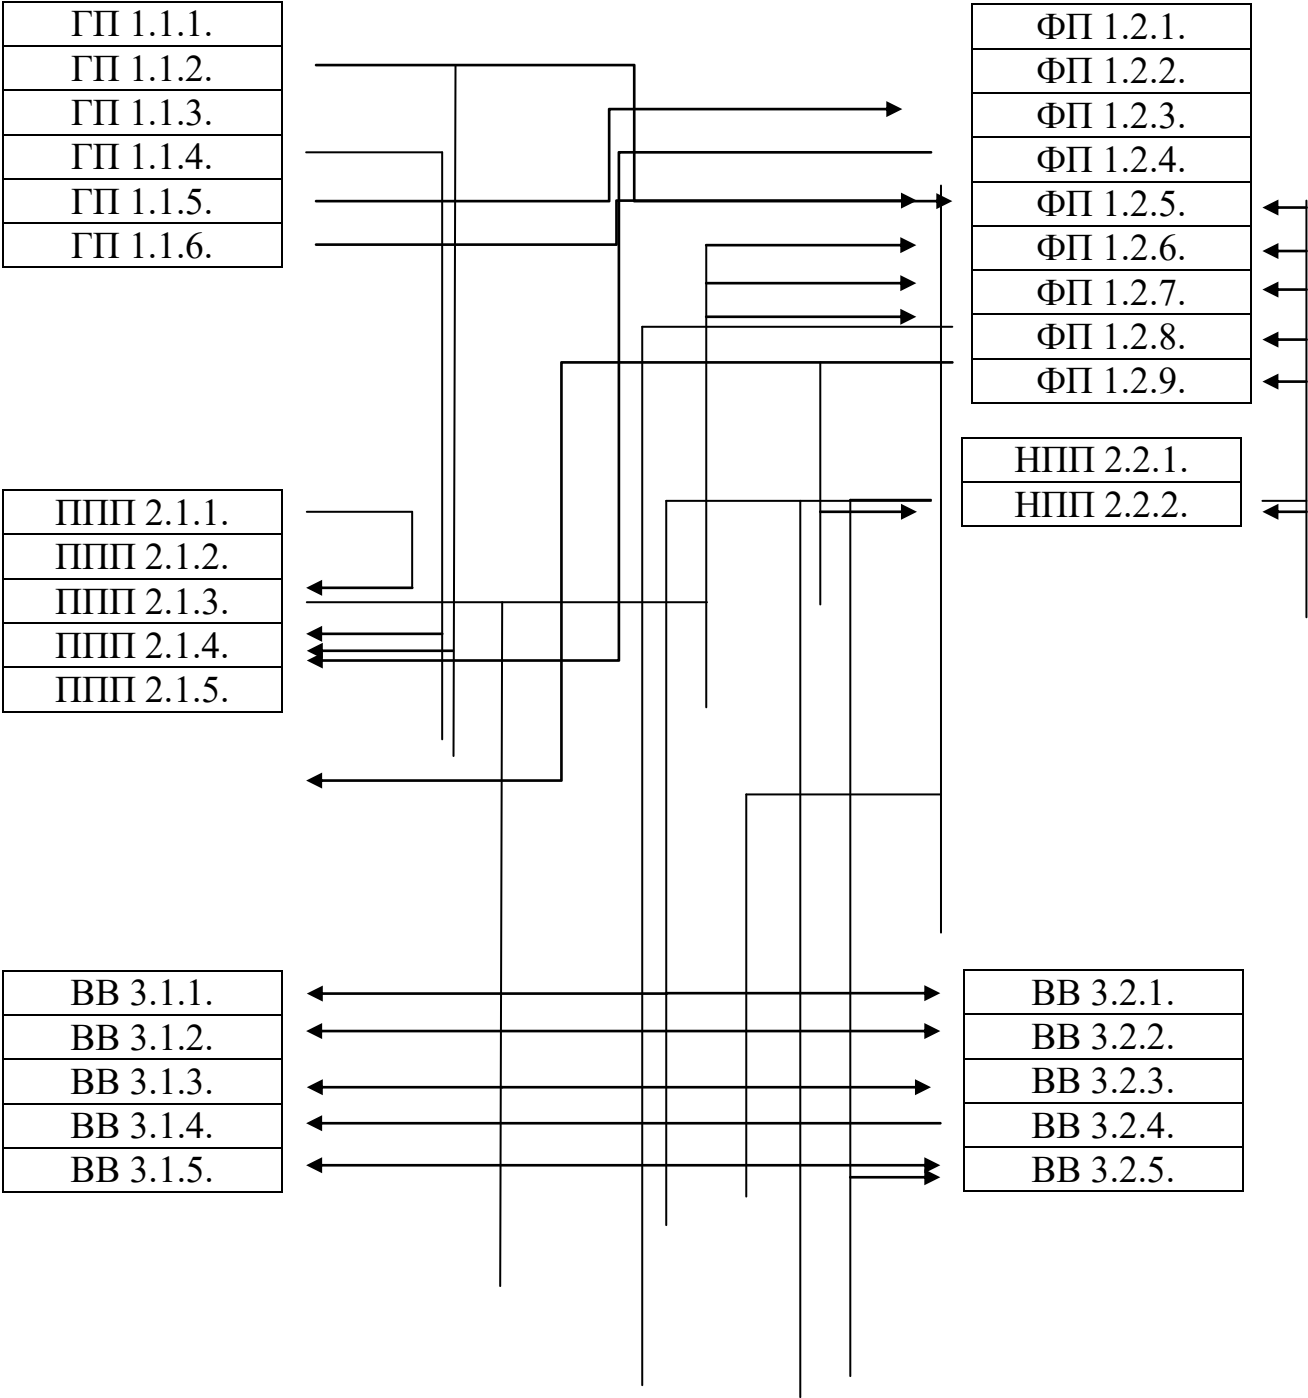 ГП 1.1.1.
ГП 1.1.2.
ГП 1.1.3.
ГП 1.1.4.
ГП 1.1.5.
ГП 1.1.6.
ФП 1.2.1.
ФП 1.2.2.
ФП 1.2.3.
ФП 1.2.4.
ФП 1.2.5.
ФП 1.2.6.
ФП 1.2.7.
ФП 1.2.8.
ФП 1.2.9.
НПП 2.2.1.
НПП 2.2.2.
ППП 2.1.1.
ППП 2.1.2.
ППП 2.1.3.
ППП 2.1.4.
ППП 2.1.5.
ВВ 3.1.1.
ВВ 3.1.2.
ВВ 3.1.3.
ВВ 3.1.4.
ВВ 3.1.5.
ВВ 3.2.1.
ВВ 3.2.2.
ВВ 3.2.3.
ВВ 3.2.4.
ВВ 3.2.5.